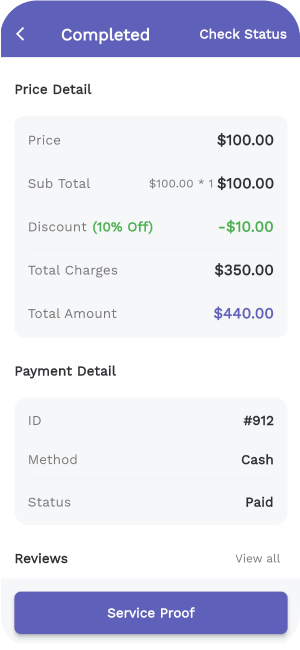 Completed Check Status
Price Detail
Price $100.00
Sub Total $100.00 * 1 $100.00
Discount (10% Off) -$10.00
Total Charges $350.00
Total Amount $440.00
Payment Detail
ID #912
Method Cash
Status Paid
Reviews View all
Service Proof